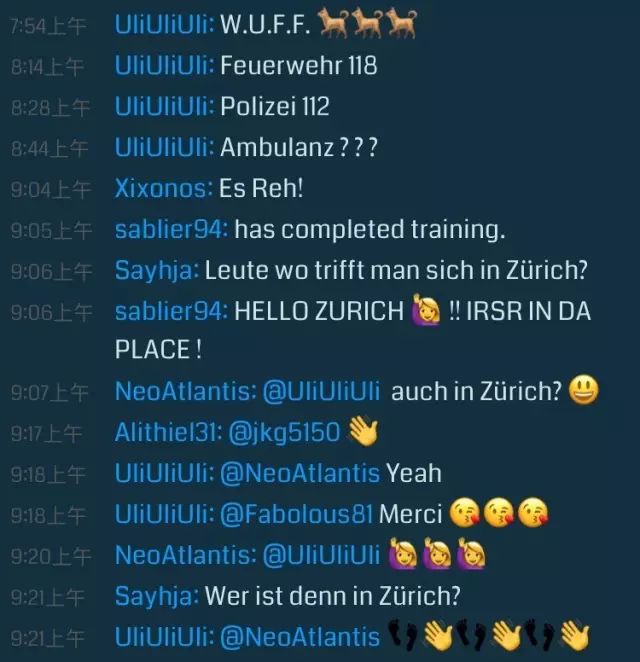 7:54上午 UliUliUli: W.U.F.F. 🐕🐕🐕
8:14上午 UliUliUli: Feuerwehr 118
8:28上午 UliUliUli: Polizei 112
8:44上午 UliUliUli: Ambulanz ? ? ?
9:04上午 Xixonos: Es Reh!
9:05上午 sablier94: has completed training.
9:06上午 Sayhja: Leute wo trifft man sich in Zürich?
9:06上午 sablier94: HELLO ZURICH 🙋 !! IRSR IN DA
PLACE !
9:07上午 NeoAtlantis: @UliUliUli auch in Zürich? 😃
9:17上午 Alithiel31: @jkg5150 👋
9:18上午 UliUliUli: @NeoAtlantis Yeah
9:18上午 UliUliUli: @Fabolous81 Merci 😘😘😘
9:20上午 NeoAtlantis: @UliUliUli 🙋🙋🙋
9:21上午 Sayhja: Wer ist denn in Zürich?
9:21上午 UliUliUli: @NeoAtlantis 👣👋👣👋👣👋